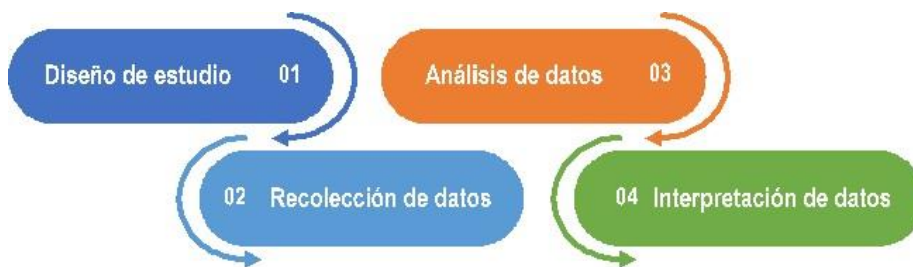 Diseño de estudio 01
02 Recolección de datos
Análisis de datos 03
04 Interpretación de datos